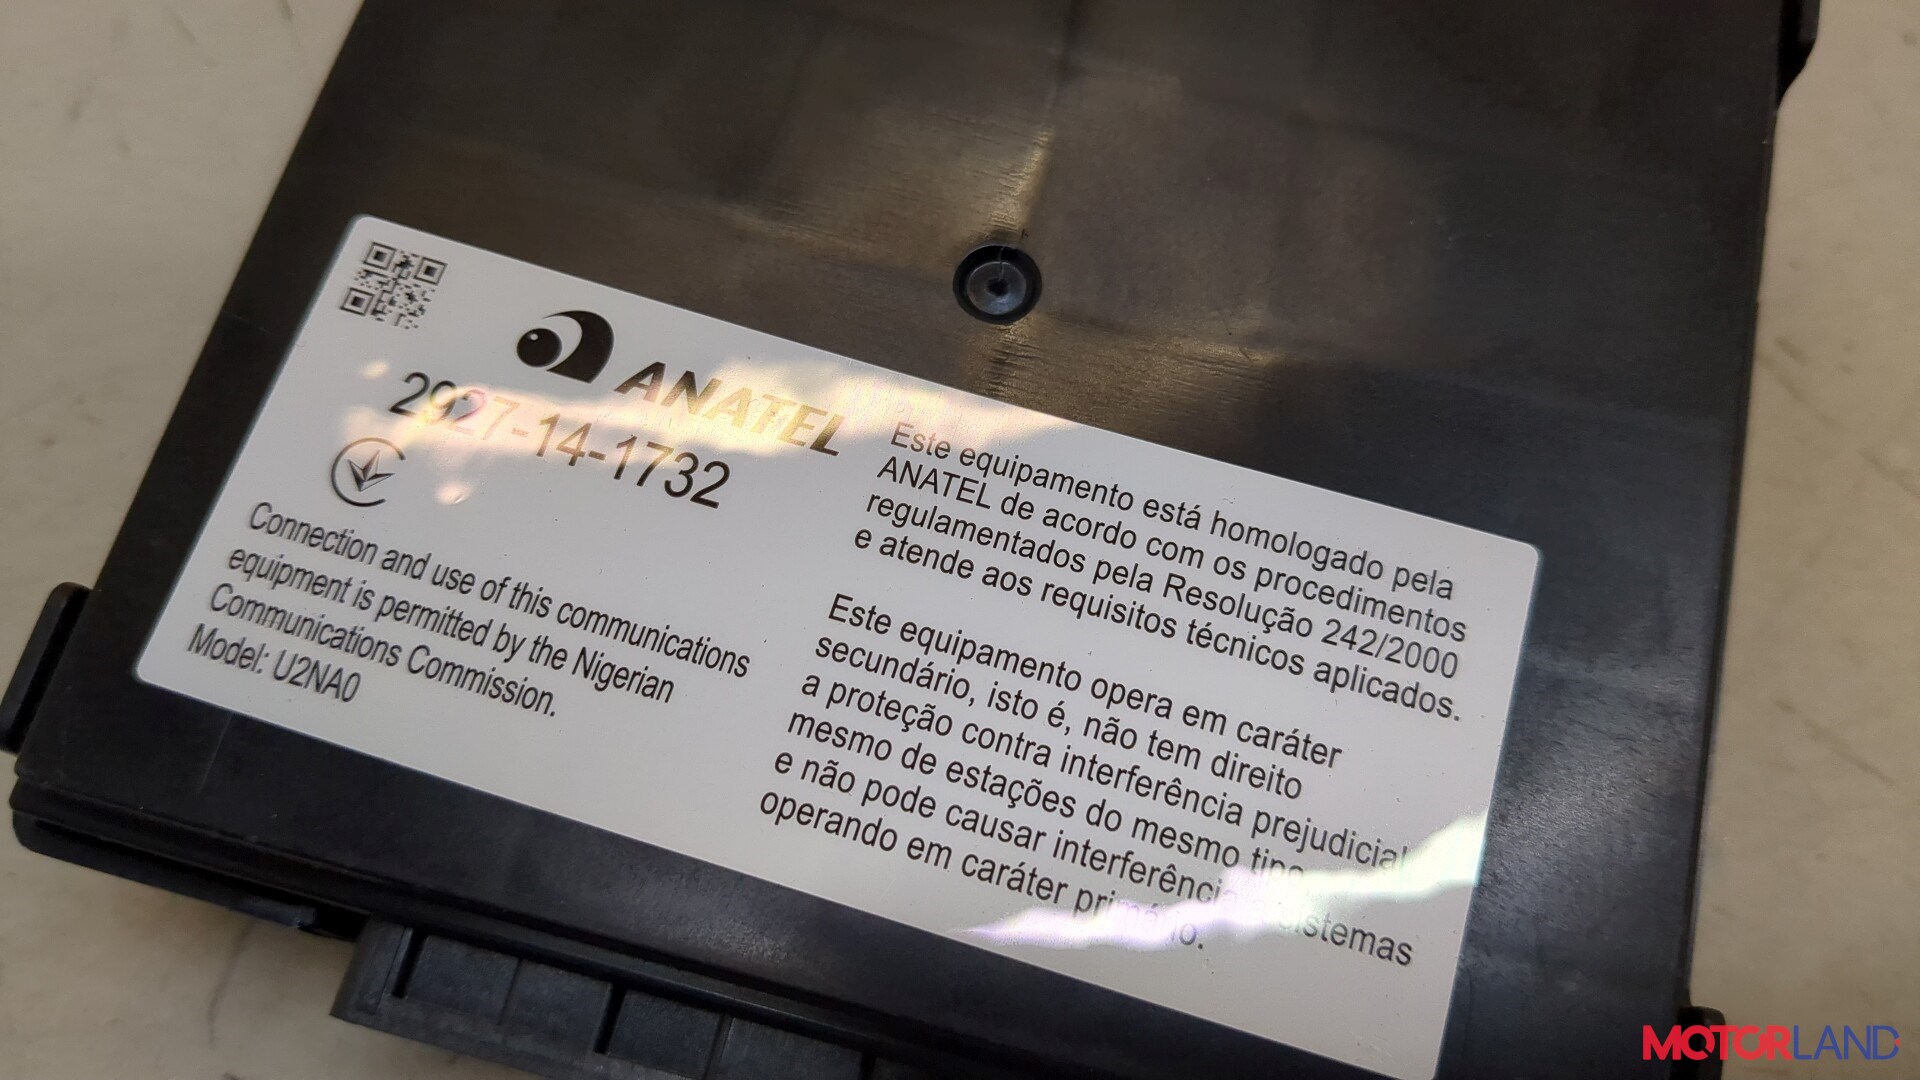 ANATEL
2927-14-1732
Connection and use of this communications
equipment is permitted by the Nigerian
Communications Commission.
Model: U2NA0
Este equipamento está homologado pela
ANATEL de acordo com os procedimentos
regulamentados pela Resolução 242/2000
e atende aos requisitos técnicos aplicados.
Este equipamento opera em caráter
secundário, isto é, não tem direito
a proteção contra interferência prejudicial
mesmo de estações do mesmo tipo
e não pode causar interferência a sistemas
operando em caráter primário.
MOTORLAND